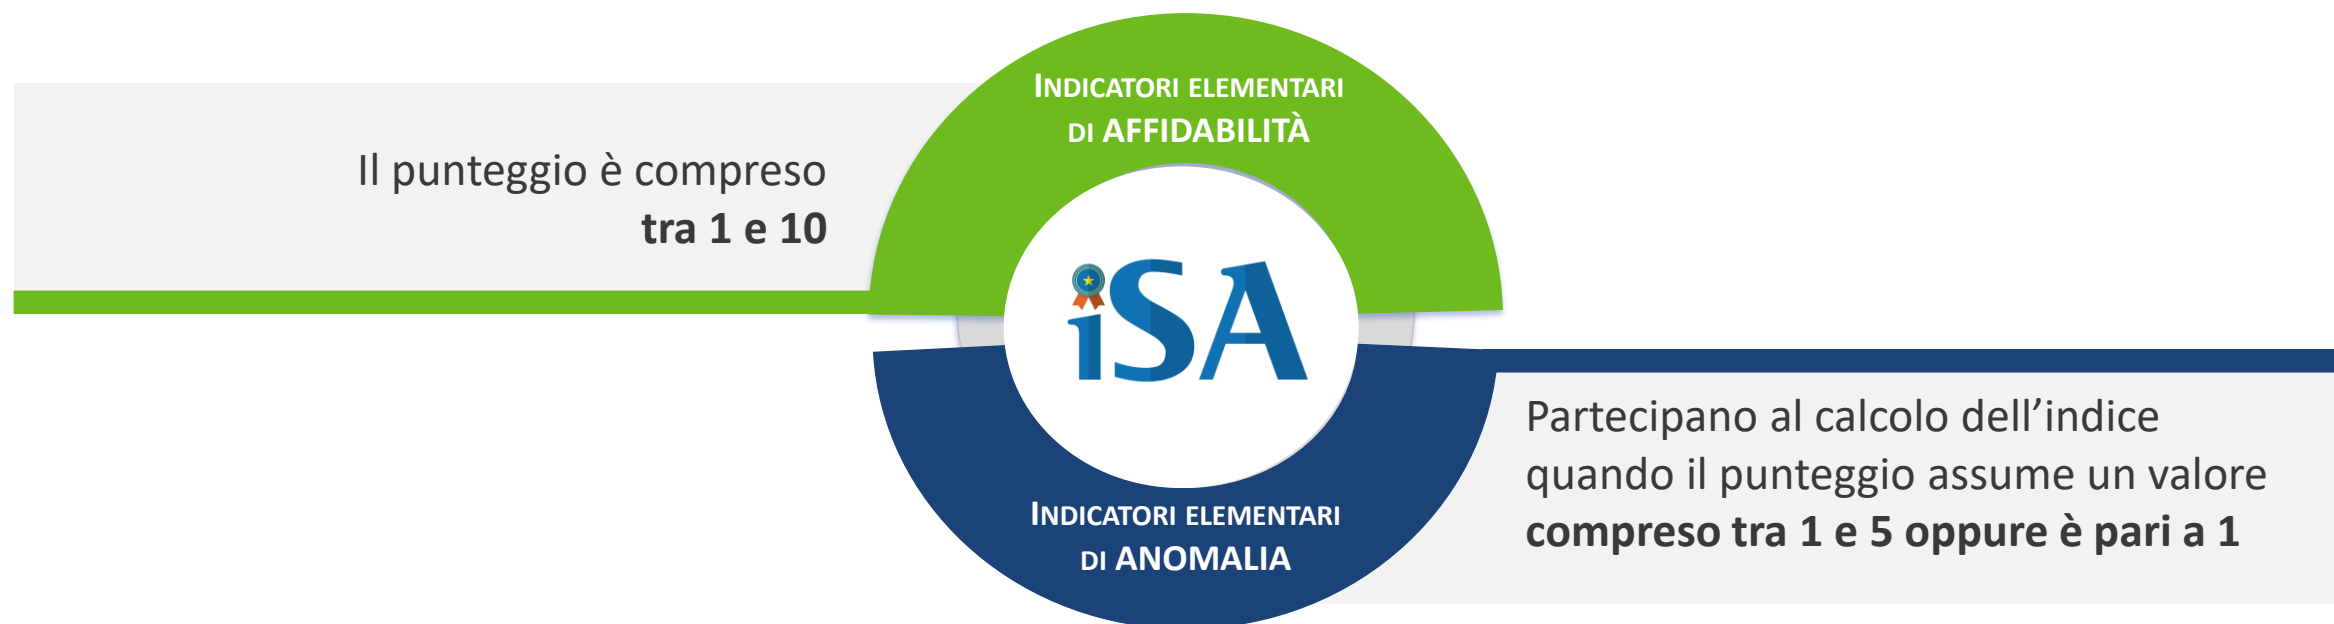 INDICATORI ELEMENTARI
DI AFFIDABILITÀ
Il punteggio è compreso
tra 1 e 10
iSA
Partecipano al calcolo dell’indice
quando il punteggio assume un valore
compreso tra 1 e 5 oppure è pari a 1
INDICATORI ELEMENTARI
DI ANOMALIA